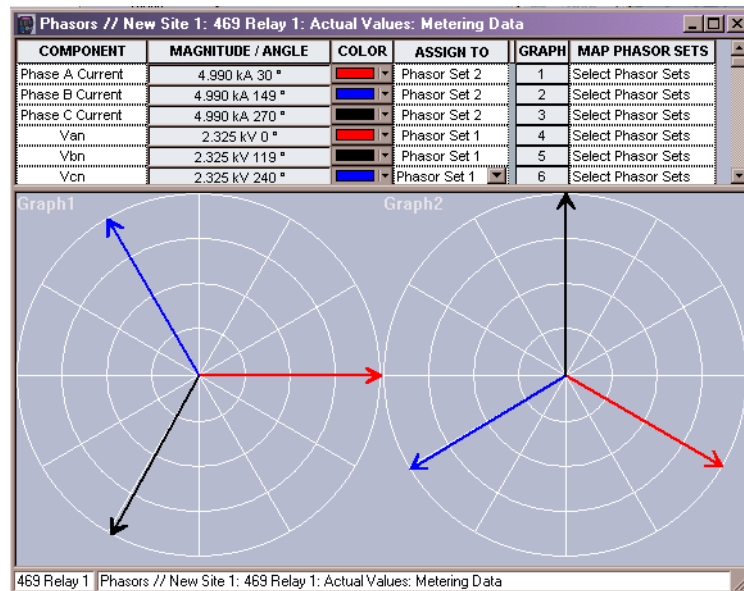 Phasors // New Site 1: 469 Relay 1: Actual Values: Metering Data
COMPONENT MAGNITUDE / ANGLE COLOR ASSIGN TO GRAPH MAP PHASOR SETS
Phase A Current 4.990 kA 30 ° Phasor Set 2 1 Select Phasor Sets
Phase B Current 4.990 kA 149 ° Phasor Set 2 2 Select Phasor Sets
Phase C Current 4.990 kA 270 ° Phasor Set 2 3 Select Phasor Sets
Van 2.325 kV 0 ° Phasor Set 1 4 Select Phasor Sets
Vbn 2.325 kV 119 ° Phasor Set 1 5 Select Phasor Sets
Vcn 2.325 kV 240 ° Phasor Set 1 6 Select Phasor Sets
Graph1 Graph2
469 Relay 1 Phasors // New Site 1: 469 Relay 1: Actual Values: Metering Data